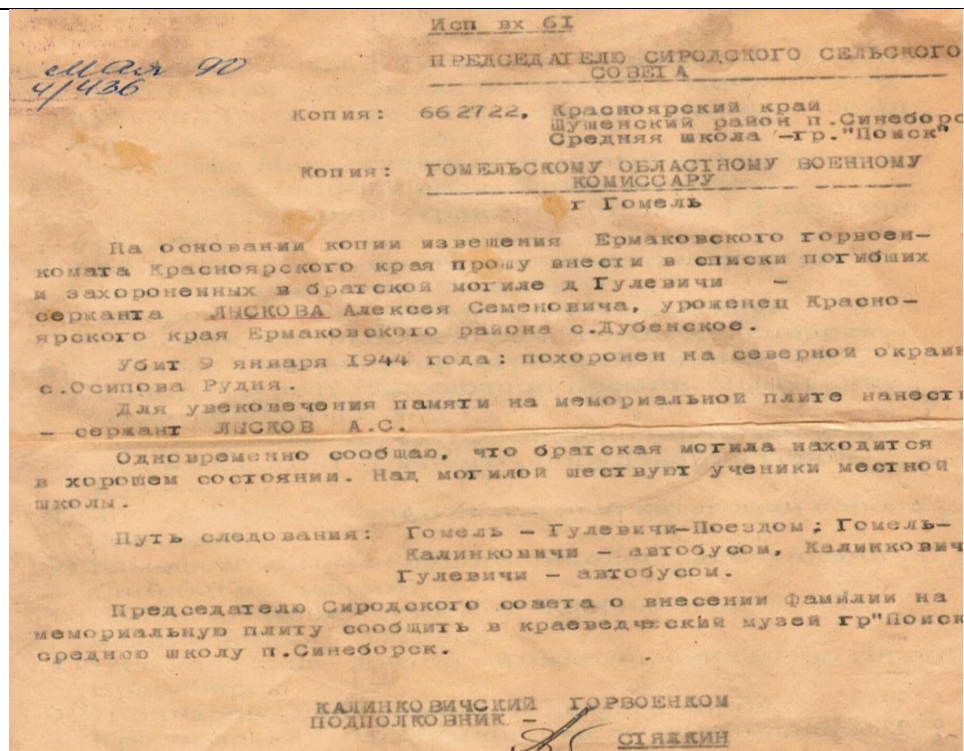 Исп вх 61
мая 90
4/436
ПРЕДСЕДАТЕЛЮ СИРОДСКОГО СЕЛЬСКОГО
СОВЕТА
Копия: 662722, Красноярский край
Шушенский район п.Синеборс
Средняя школа -гр."Поиск"
Копия: ГОМЕЛЬСКОМУ ОБЛАСТНОМУ ВОЕННОМУ
КОМИССАРУ
г Гомель
На основании копии извещения Ермаковского горвоен-
комата Красноярского края прошу внести в списки погибших
и захороненных в братской могиле д Гулевичи -
сержанта ЛЫСКОВА Алексея Семеновича, уроженец Красно-
ярского края Ермаковского района с.Дубенское.
Убит 9 января 1944 года: похоронен на северной окраин
с.Осипова Рудня.
Для увековечения памяти на мемориальной плите нанести
- сержант ЛЫСКОВ А.С.
Одновременно сообщаю, что братская могила находится
в хорошем состоянии. Над могилой шествуют ученики местной
школы.
Путь следования: Гомель - Гулевичи-Поездом; Гомель-
Калинковичи - автобусом, Калинкович
Гулевичи - автобусом.
Председателю Сиродского совета о внесении фамилии на
мемориальную плиту сообщить в краеведческий музей гр"Поиск
среднюю школу п.Синеборск.
КАЛИНКОВИЧСКИЙ ГОРВОЕНКОМ
ПОДПОЛКОВНИК -
СТЯЖКИН